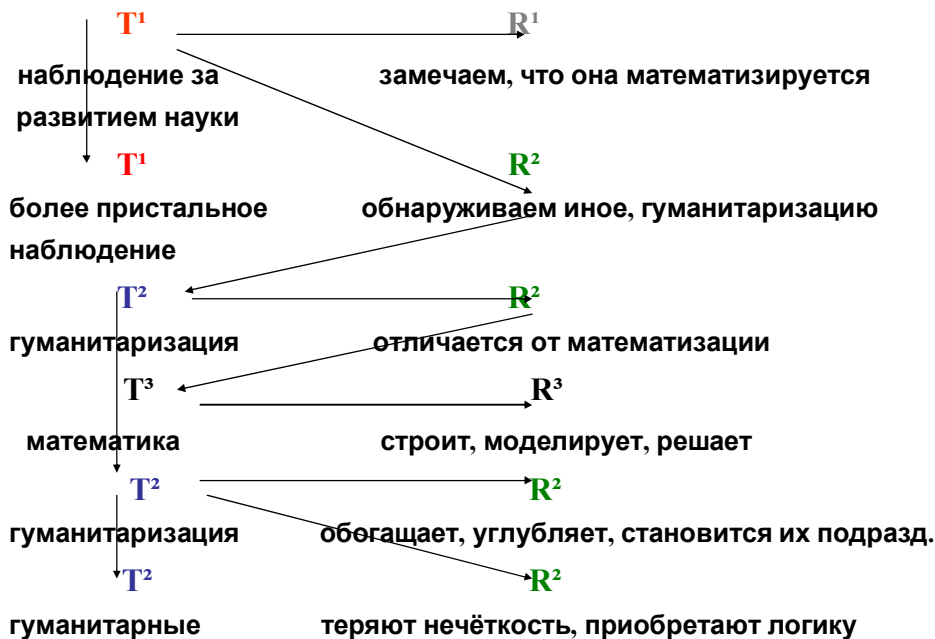 T¹ R¹
наблюдение за замечаем, что она математизируется
развитием науки
T¹ R²
более пристальное обнаруживаем иное, гуманитаризацию
наблюдение
T² R²
гуманитаризация отличается от математизации
T³ R³
математика строит, моделирует, решает
T² R²
гуманитаризация обогащает, углубляет, становится их подразд.
T² R²
гуманитарные теряют нечёткость, приобретают логику